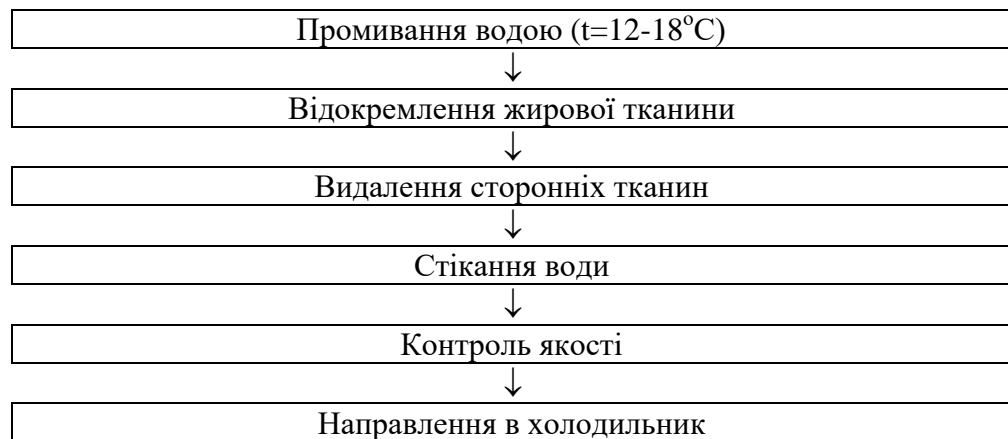 Промивання водою (t=12-18°С)
↓
Відокремлення жирової тканини
↓
Видалення сторонніх тканин
↓
Стікання води
↓
Контроль якості
↓
Направлення в холодильник